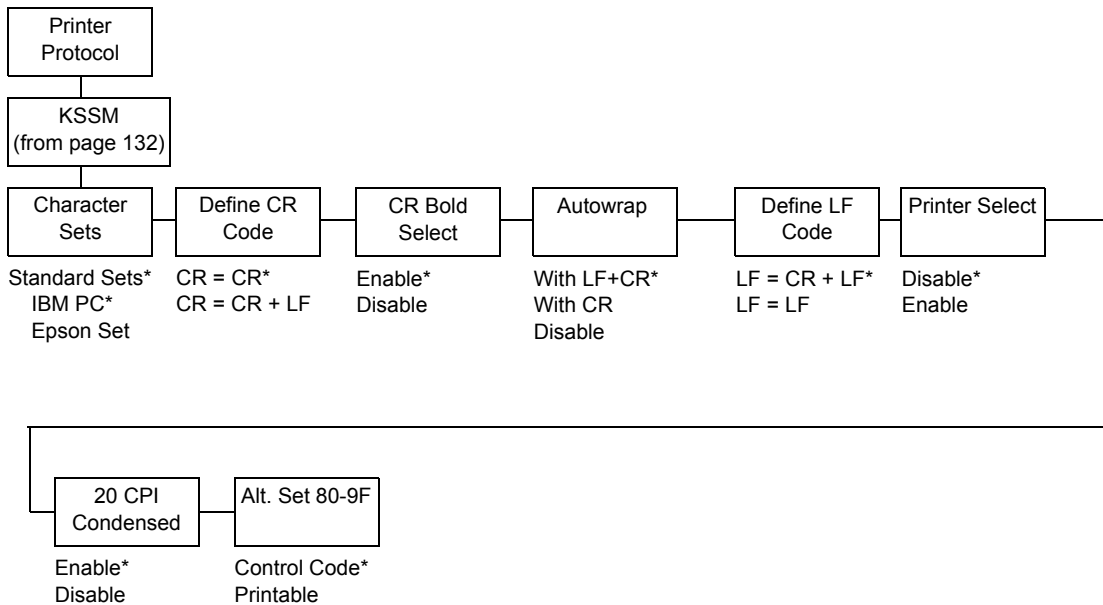 Printer
Protocol
KSSM
(from page 132)
Character
Sets
Define CR
Code
CR Bold
Select
Autowrap
Define LF
Code
Printer Select
Standard Sets*
IBM PC*
Epson Set
CR = CR*
CR = CR + LF
Enable*
Disable
With LF+CR*
With CR
Disable
LF = CR + LF*
LF = LF
Disable*
Enable
20 CPI
Condensed
Alt. Set 80-9F
Enable*
Disable
Control Code*
Printable